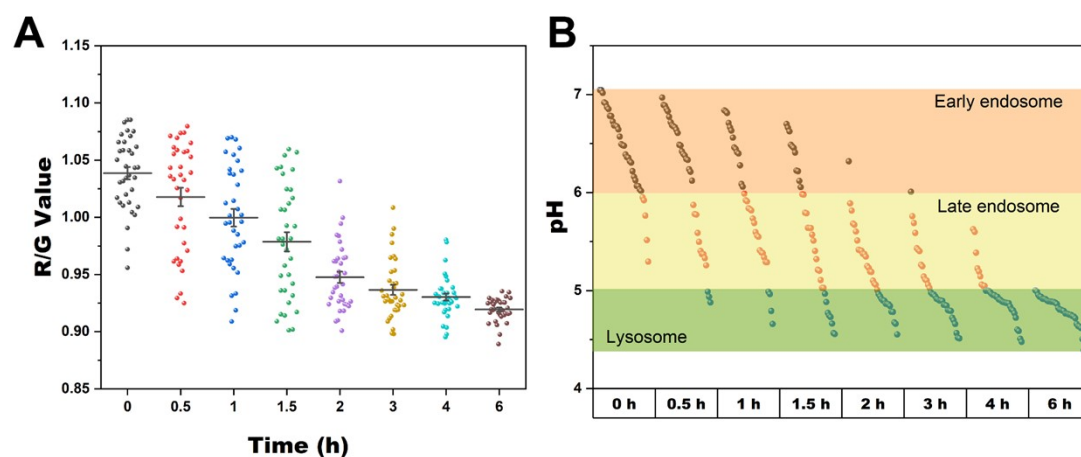 A
R/G Value
1.15
1.10
1.05
1.00
0.95
0.90
0.85
0 0.5 1 1.5 2 3 4 6
Time (h)
B
pH
7
6
5
4
Early endosome
Late endosome
Lysosome
0 h 0.5 h 1 h 1.5 h 2 h 3 h 4 h 6 h